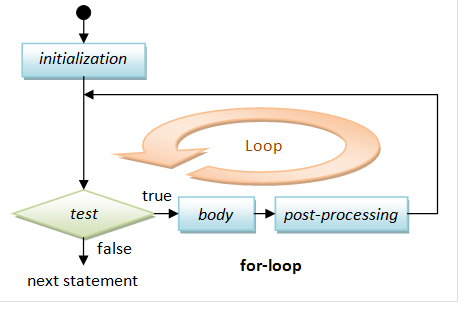 initialization
Loop
true
test
body
post-processing
false
for-loop
next statement